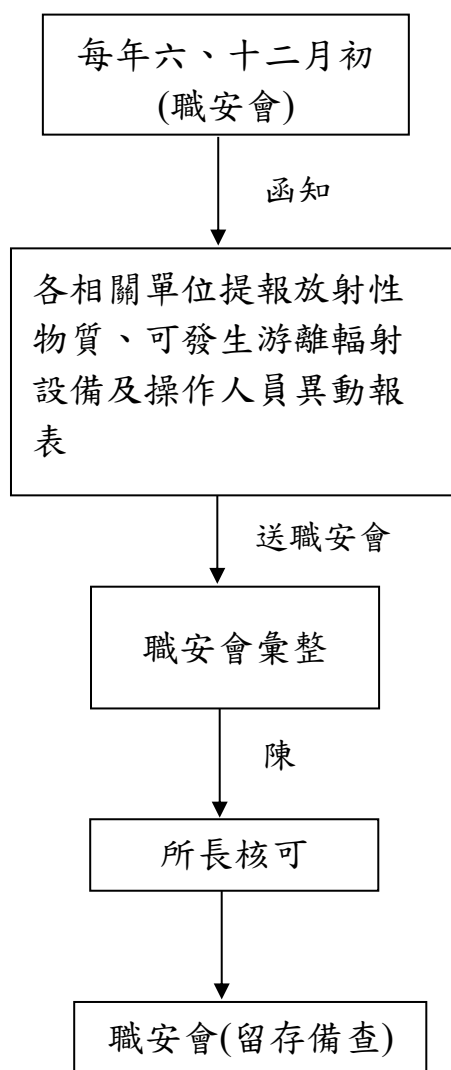 每年六、十二月初
(職安會)
函知
各相關單位提報放射性
物質、可發生游離輻射
設備及操作人員異動報
表
送職安會
職安會彙整
陳
所長核可
職安會(留存備查)